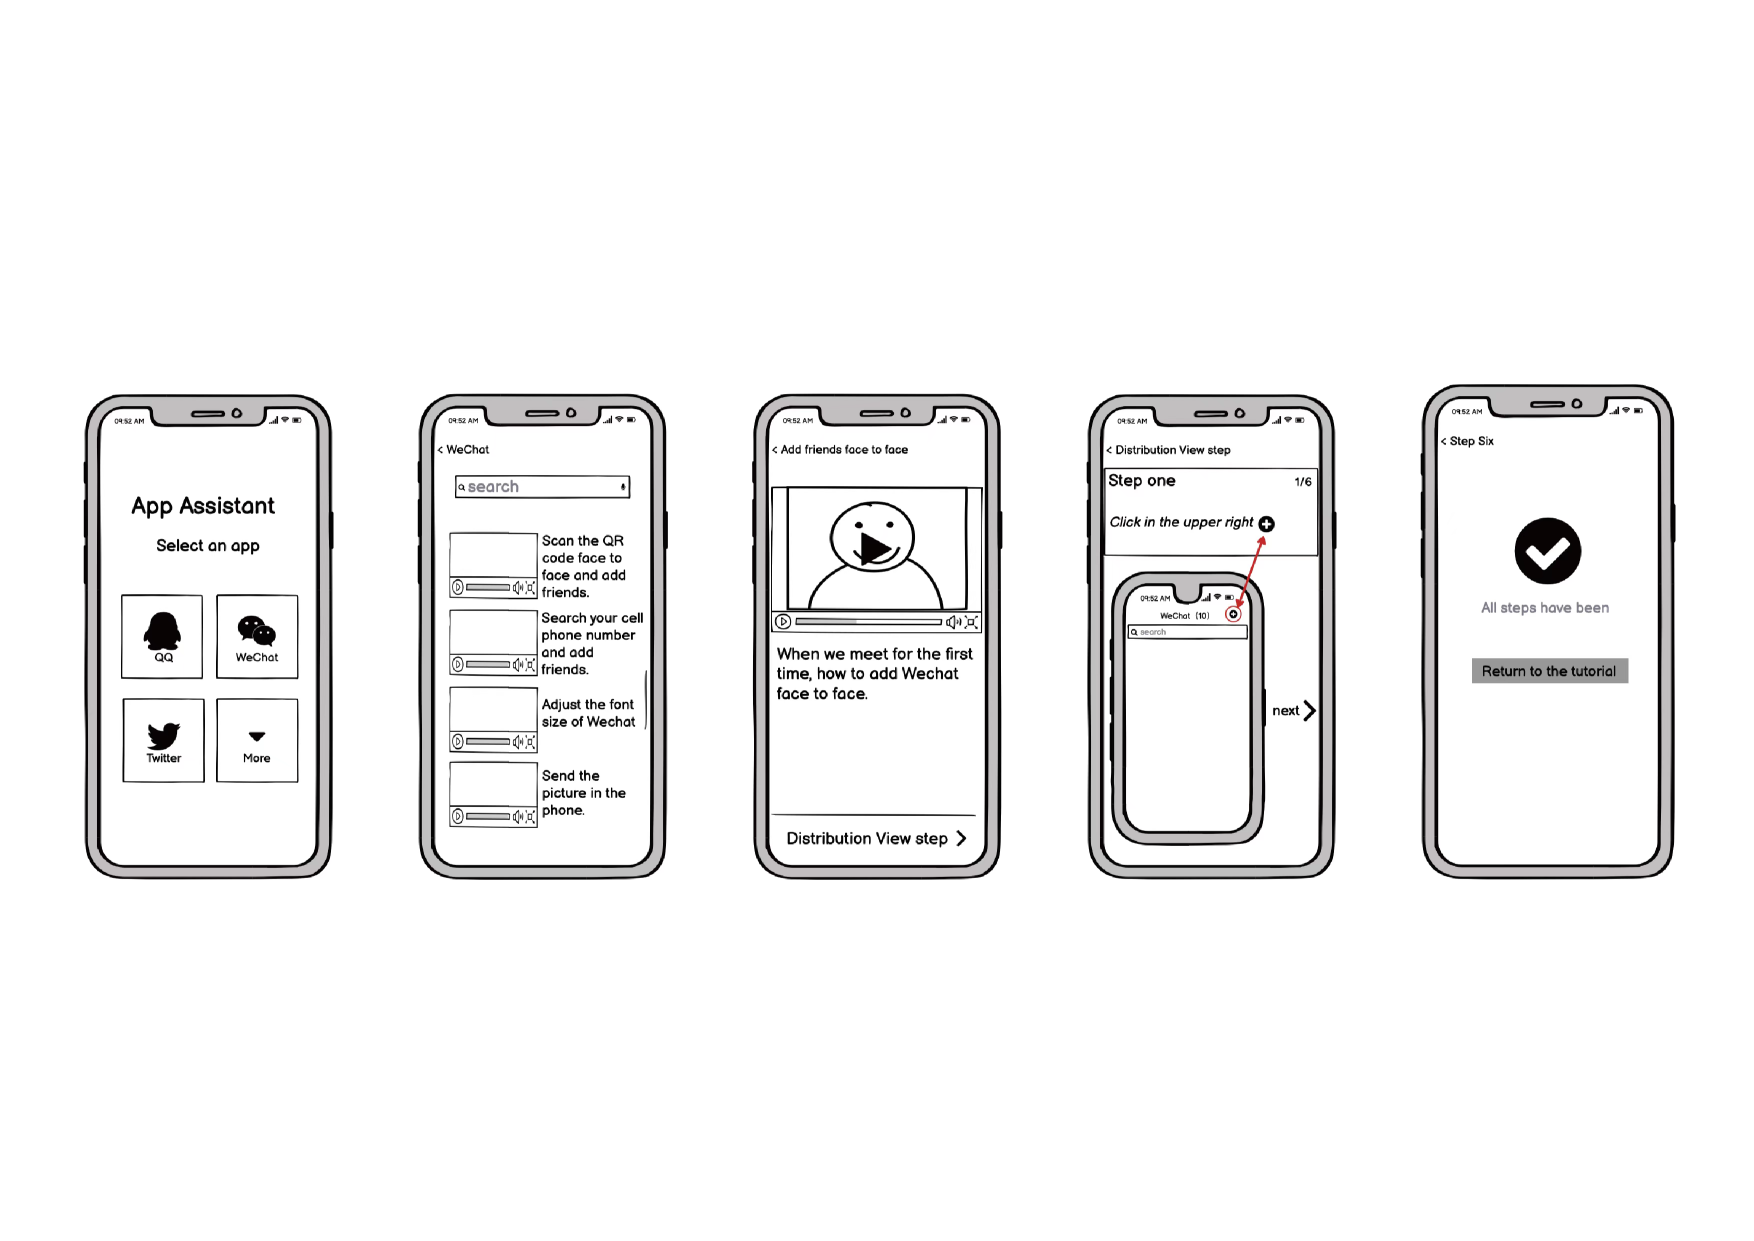 09:52 AM
App Assistant
Select an app
QQ
WeChat
Twitter
More
09:52 AM
< WeChat
search
Scan the QR
code face to
face and add
friends.
Search your cell
phone number
and add
friends.
Adjust the font
size of Wechat
Send the
picture in the
phone.
09:52 AM
< Add friends face to face
When we meet for the first
time, how to add Wechat
face to face.
Distribution View step >
09:52 AM
< Distribution View step
Step one 1/6
Click in the upper right
09:52 AM
WeChat (10)
search
next >
09:52 AM
< Step Six
All steps have been
Return to the tutorial